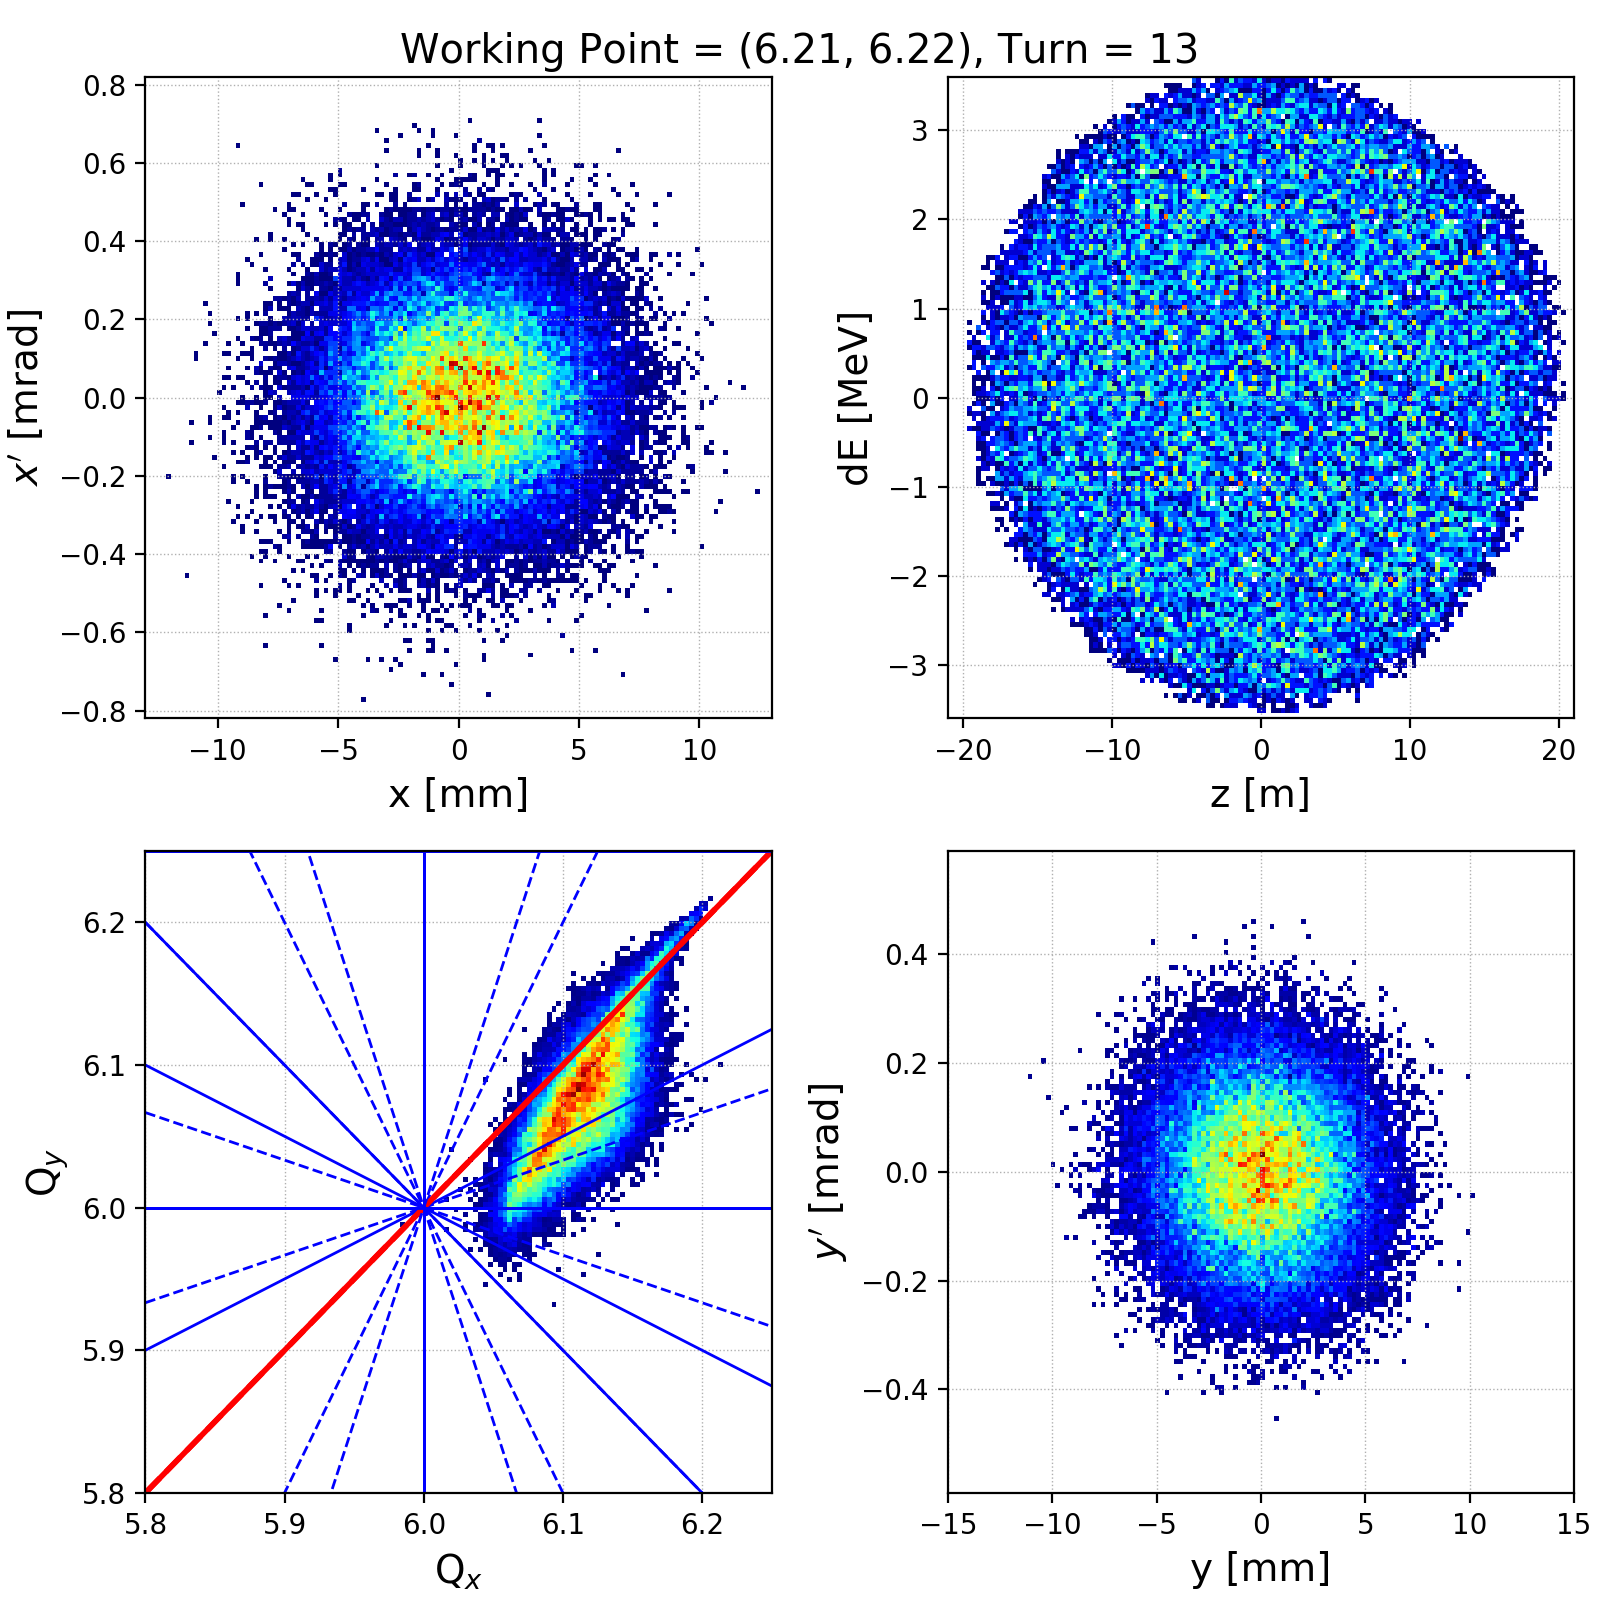 Working Point = (6.21, 6.22), Turn = 13
0.8
0.6
0.4
0.2
0.0
−0.2
−0.4
−0.6
−0.8
x′ [mrad]
−10 −5 0 5 10
x [mm]
3
2
1
0
−1
−2
−3
dE [MeV]
−20 −10 0 10 20
z [m]
6.2
6.1
6.0
5.9
5.8
Qy
5.8 5.9 6.0 6.1 6.2
Qx
0.4
0.2
0.0
−0.2
−0.4
y′ [mrad]
−15 −10 −5 0 5 10 15
y [mm]